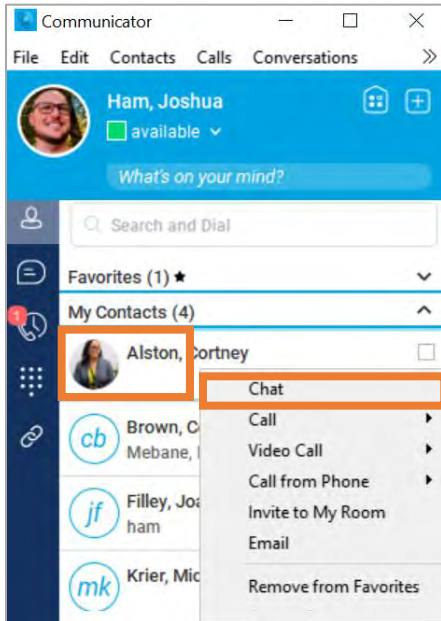 Communicator
File Edit Contacts Calls Conversations »
Ham, Joshua
available
What's on your mind?
Search and Dial
Favorites (1) ★
My Contacts (4)
1
Alston, Cortney
Chat
Call
cb Brown, C
Mebane,
Video Call
Call from Phone
jf Filley, Joa
ham
Invite to My Room
Email
mk Krier, Mic
Remove from Favorites